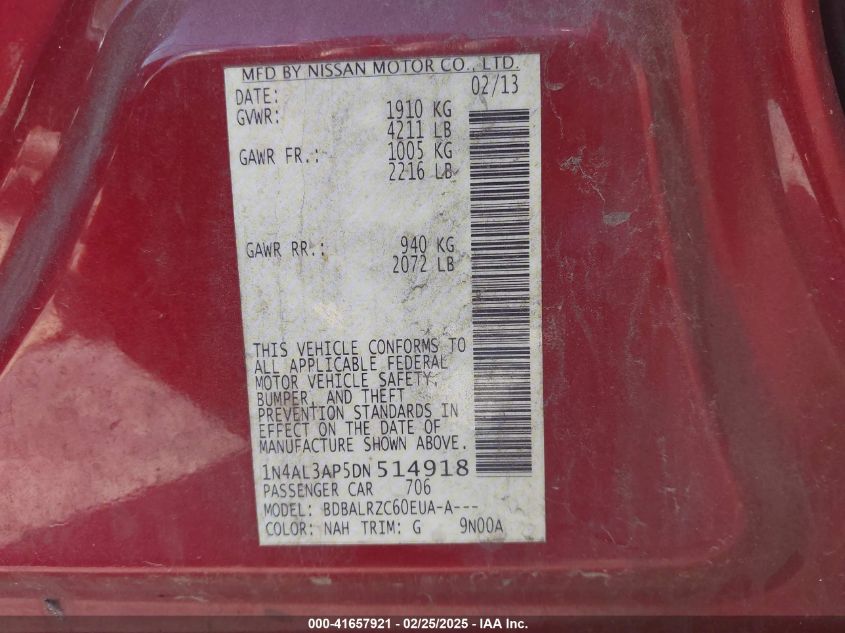 MFD BY NISSAN MOTOR CO., LTD.
DATE: 02/13
GVWR: 1910 KG
4211 LB
GAWR FR.: 1005 KG
2216 LB
GAWR RR.: 940 KG
2072 LB
THIS VEHICLE CONFORMS TO
ALL APPLICABLE FEDERAL
MOTOR VEHICLE SAFETY,
BUMPER, AND THEFT
PREVENTION STANDARDS IN
EFFECT ON THE DATE OF
MANUFACTURE SHOWN ABOVE.
1N4AL3AP5DN514918
PASSENGER CAR 706
MODEL: BDBALRZC60EUA-A---
COLOR: NAH TRIM: G 9N00A
000-41657921 / 02/25/2025 - IAA Inc.